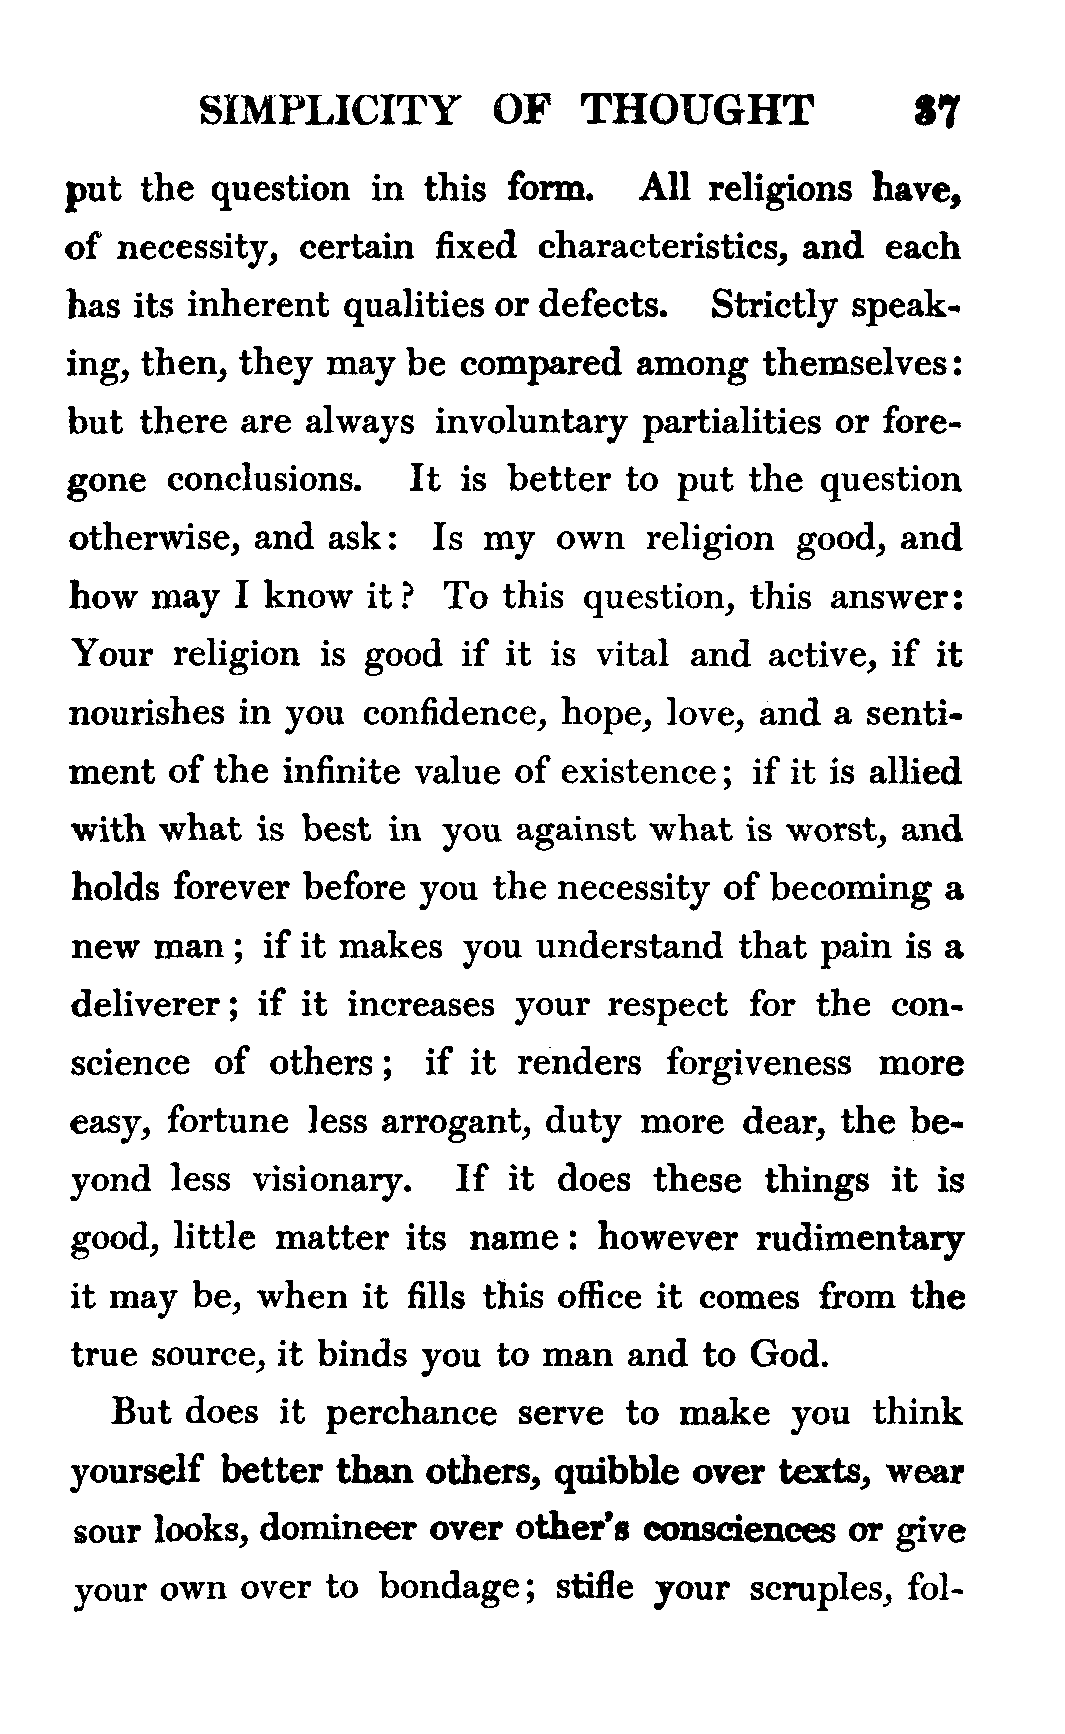 SIMPLICITY OF THOUGHT 37
put the question in this form. All religions have,
of necessity, certain fixed characteristics, and each
has its inherent qualities or defects. Strictly speak-
ing, then, they may be compared among themselves:
but there are always involuntary partialities or fore-
gone conclusions. It is better to put the question
otherwise, and ask: Is my own religion good, and
how may I know it? To this question, this answer:
Your religion is good if it is vital and active, if it
nourishes in you confidence, hope, love, and a senti-
ment of the infinite value of existence; if it is allied
with what is best in you against what is worst, and
holds forever before you the necessity of becoming a
new man; if it makes you understand that pain is a
deliverer; if it increases your respect for the con-
science of others; if it renders forgiveness more
easy, fortune less arrogant, duty more dear, the be-
yond less visionary. If it does these things it is
good, little matter its name: however rudimentary
it may be, when it fills this office it comes from the
true source, it binds you to man and to God.
But does it perchance serve to make you think
yourself better than others, quibble over texts, wear
sour looks, domineer over other's consciences or give
your own over to bondage; stifle your scruples, fol-